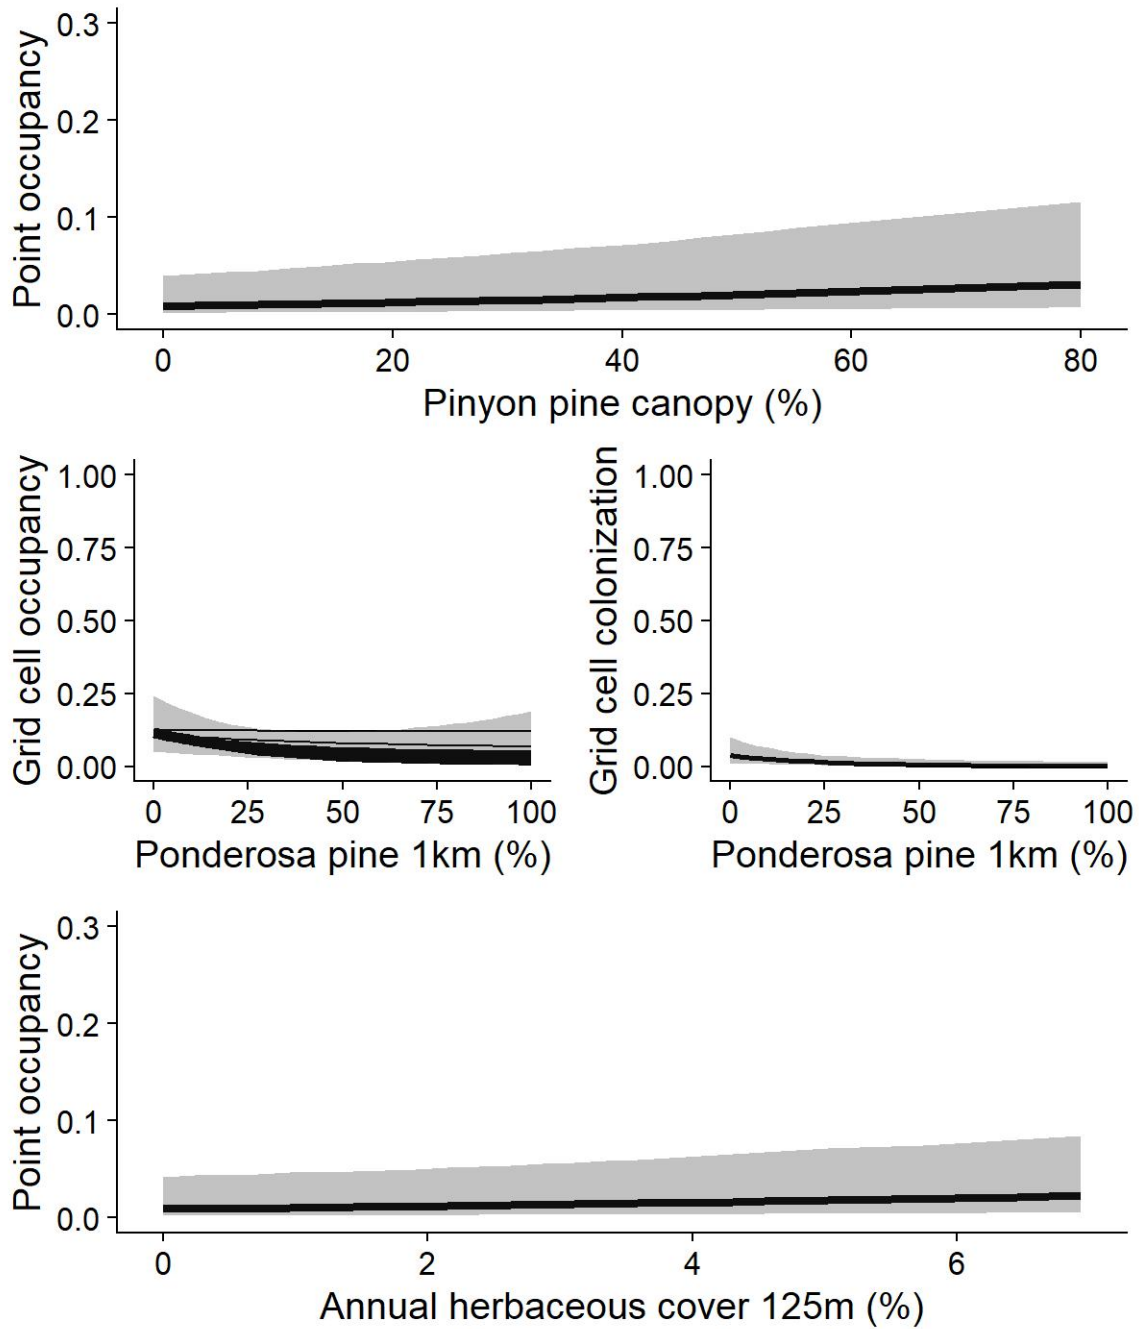 Point occupancy
0.3
0.2
0.1
0.0
0 20 40 60 80
Pinyon pine canopy (%)
Grid cell occupancy
1.00
0.75
0.50
0.25
0.00
0 25 50 75 100
Ponderosa pine 1km (%)
Grid cell colonization
1.00
0.75
0.50
0.25
0.00
0 25 50 75 100
Ponderosa pine 1km (%)
Point occupancy
0.3
0.2
0.1
0.0
0 2 4 6
Annual herbaceous cover 125m (%)